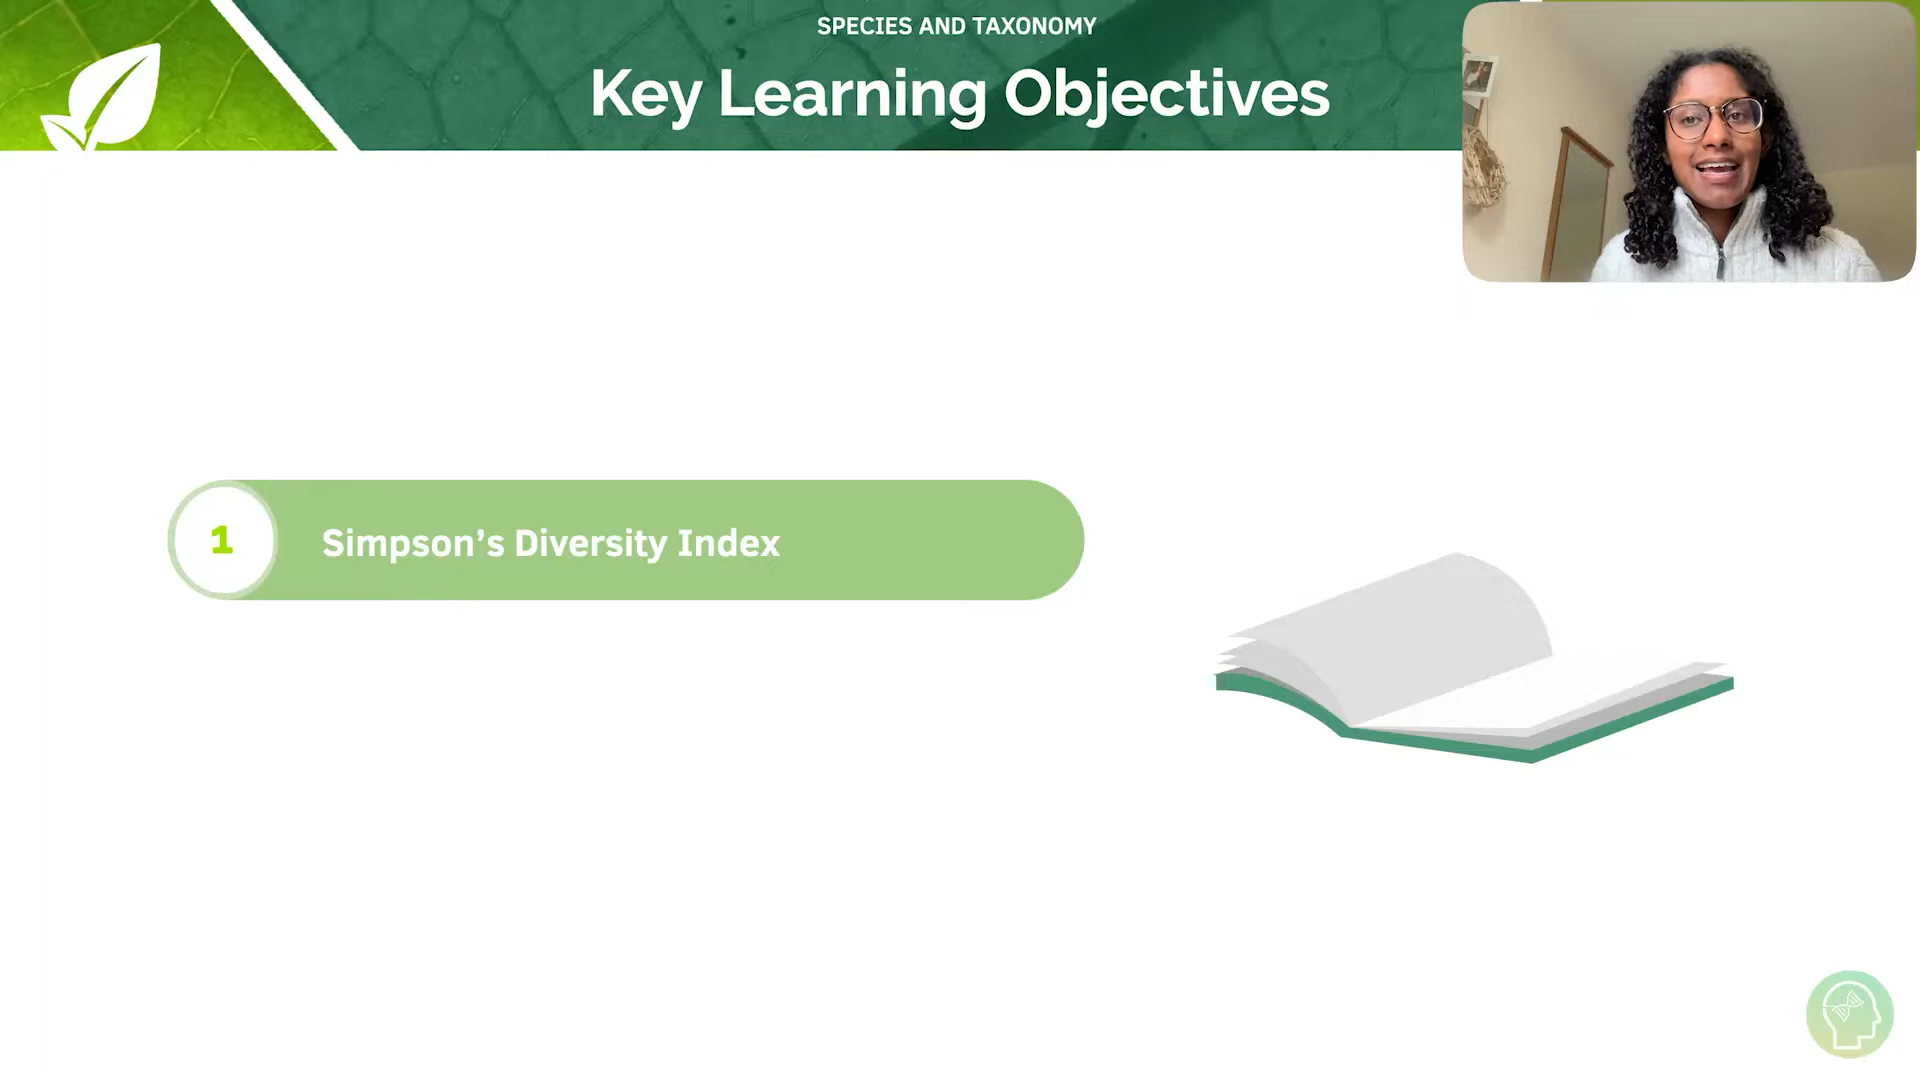 SPECIES AND TAXONOMY
Key Learning Objectives
1 Simpson's Diversity Index